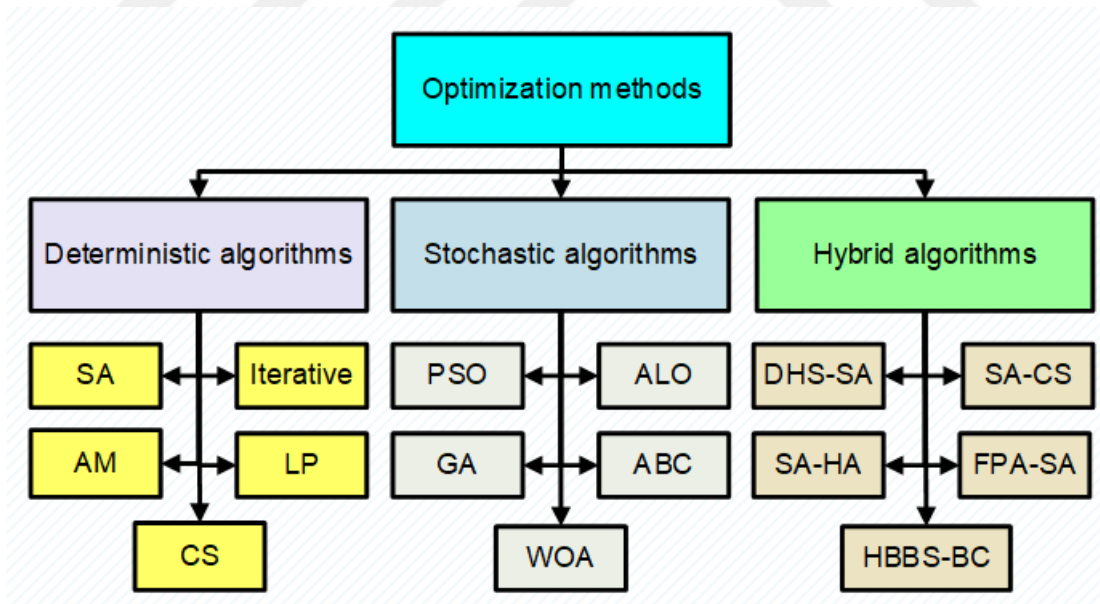 Optimization methods
Deterministic algorithms
Stochastic algorithms
Hybrid algorithms
SA
Iterative
PSO
ALO
DHS-SA
SA-CS
AM
LP
GA
ABC
SA-HA
FPA-SA
CS
WOA
HBBS-BC